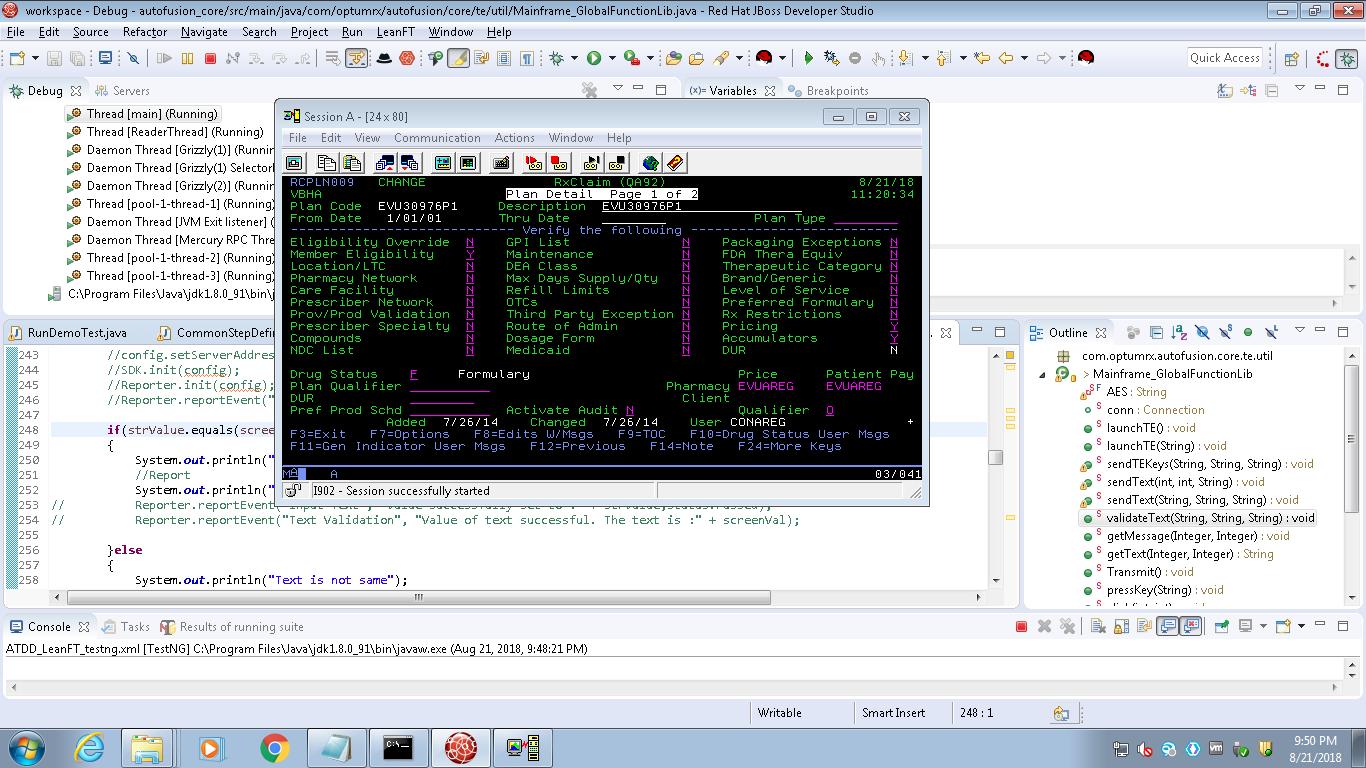 workspace - Debug - autofusion_core/src/main/java/com/optumrx/autofusion/core/te/util/Mainframe_GlobalFunctionLib.java - Red Hat JBoss Developer Studio
File Edit Source Refactor Navigate Search Project Run LeanFT Window Help
Quick Access
Debug Servers
Variables Breakpoints
Thread [main] (Running)
Thread [ReaderThread] (Running)
Daemon Thread [Grizzly(1)] (Runnin
Daemon Thread [Grizzly(1) Selector
Daemon Thread [Grizzly(2)] (Runnin
Daemon Thread [pool-1-thread-1] (
Daemon Thread [JVM Exit listener] (
Daemon Thread [Mercury RPC Thre
Daemon Thread [pool-1-thread-2] (
Daemon Thread [pool-1-thread-3] (
C:\Program Files\Java\jdk1.8.0_91\bin\j
Session A - [24 x 80]
File Edit View Communication Actions Window Help
RCPLN009 CHANGE RxClaim (QA92) 8/21/18
VBHA Plan Detail Page 1 of 2 11:20:34
Plan Code EVU30976P1 Description EVU30976P1
From Date 1/01/01 Thru Date Plan Type
Verify the following
Eligibility Override N GPI List N Packaging Exceptions N
Member Eligibility Y Maintenance N FDA Thera Equiv N
Location/LTC N DEA Class N Therapeutic Category N
Pharmacy Network N Max Days Supply/Qty N Brand/Generic N
Care Facility N Refill Limits N Level of Service N
Prescriber Network N OTCs N Preferred Formulary N
Prov/Prod Validation N Third Party Exception N Rx Restrictions N
Prescriber Specialty N Route of Admin N Pricing Y
Compounds N Dosage Form N Accumulators Y
NDC List N Medicaid N DUR N
Drug Status F Formulary Price Patient Pay
Plan Qualifier Pharmacy EVUAREG EVUAREG
DUR Client
Pref Prod Schd Activate Audit N Qualifier O
Added 7/26/14 Changed 7/26/14 User CONAREG +
F3=Exit F7=Options F8=Edits W/Msgs F9=TOC F10=Drug Status User Msgs
F11=Gen Indicator User Msgs F12=Previous F14=Note F24=More Keys
MA A 03/041
I902 - Session successfully started
RunDemoTest.java CommonStepDefin
243 //config.setServerAddres
244 //SDK.init(config);
245 //Reporter.init(config);
246 //Reporter.reportEvent("
247
248 if(strValue.equals(scree
249 {
250 System.out.println("
251 //Report
252 System.out.println("
253 // Reporter.reportEvent("Input Text", "Value successfully set to :" + strValue,Status.Passed);
254 // Reporter.reportEvent("Text Validation", "Value of text successful. The text is :" + screenVal);
255
256 }else
257 {
258 System.out.println("Text is not same");
Outline
com.optumrx.autofusion.core.te.util
Mainframe_GlobalFunctionLib
AES : String
conn : Connection
launchTE() : void
launchTE(String) : void
sendTEKeys(String, String, String) : void
sendText(int, int, String) : void
sendText(String, String, String) : void
validateText(String, String, String) : void
getMessage(Integer, Integer) : void
getText(Integer, Integer) : String
Transmit() : void
pressKey(String) : void
Console Tasks Results of running suite
ATDD_LeanFT_testng.xml [TestNG] C:\Program Files\Java\jdk1.8.0_91\bin\javaw.exe (Aug 21, 2018, 9:48:21 PM)
Writable Smart Insert 248 : 1
9:50 PM
8/21/2018